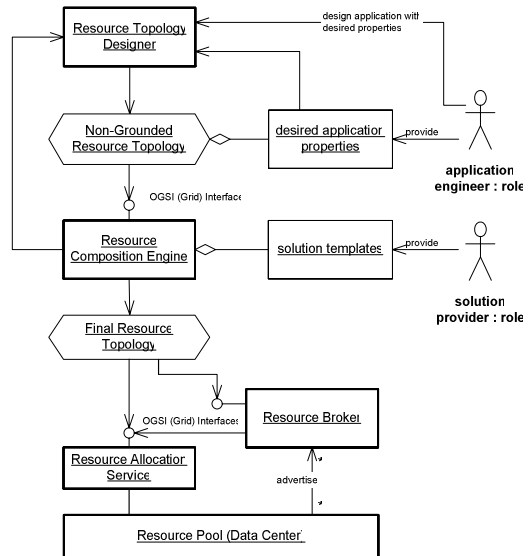 Resource Topology
Designer
design application with
desired properties
Non-Grounded
Resource Topology
desired application
properties
provide
application
engineer : role
OGSI (Grid) Interface
Resource
Composition Engine
solution templates
provide
solution
provider : role
Final Resource
Topology
OGSI (Grid) Interfaces
Resource Broker
Resource Allocation
Service
advertise
Resource Pool (Data Center)